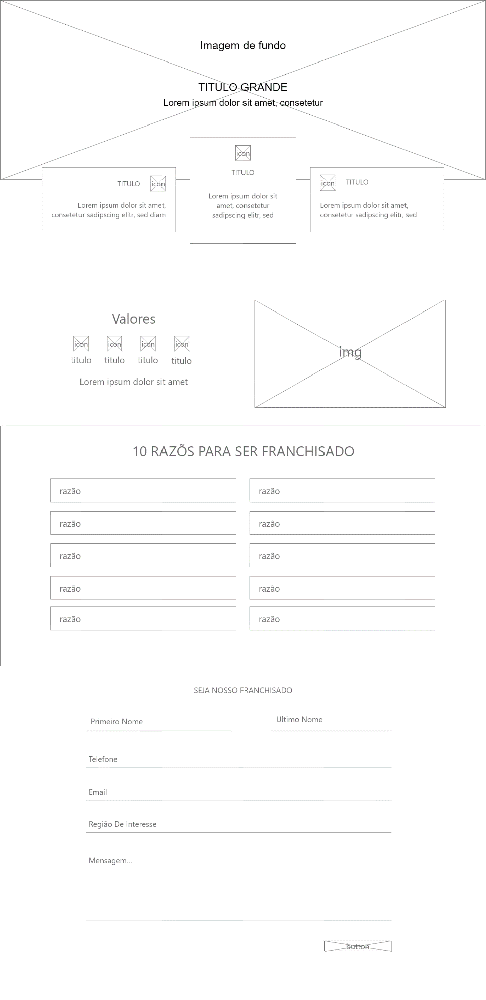 Imagem de fundo
TITULO GRANDE
Lorem ipsum dolor sit amet, consetetur
TITULO
icon
Lorem ipsum dolor sit amet,
consetetur sadipscing elitr, sed diam
icon
TITULO
Lorem ipsum dolor sit
amet, consetetur
sadipscing elitr, sed
icon
TITULO
Lorem ipsum dolor sit amet,
consetetur sadipscing elitr, sed
Valores
icon icon icon icon
titulo titulo titulo titulo
Lorem ipsum dolor sit amet
img
10 RAZÕS PARA SER FRANCHISADO
razão razão
razão razão
razão razão
razão razão
razão razão
SEJA NOSSO FRANCHISADO
Primeiro Nome Ultimo Nome
Telefone
Email
Região De Interesse
Mensagem...
button